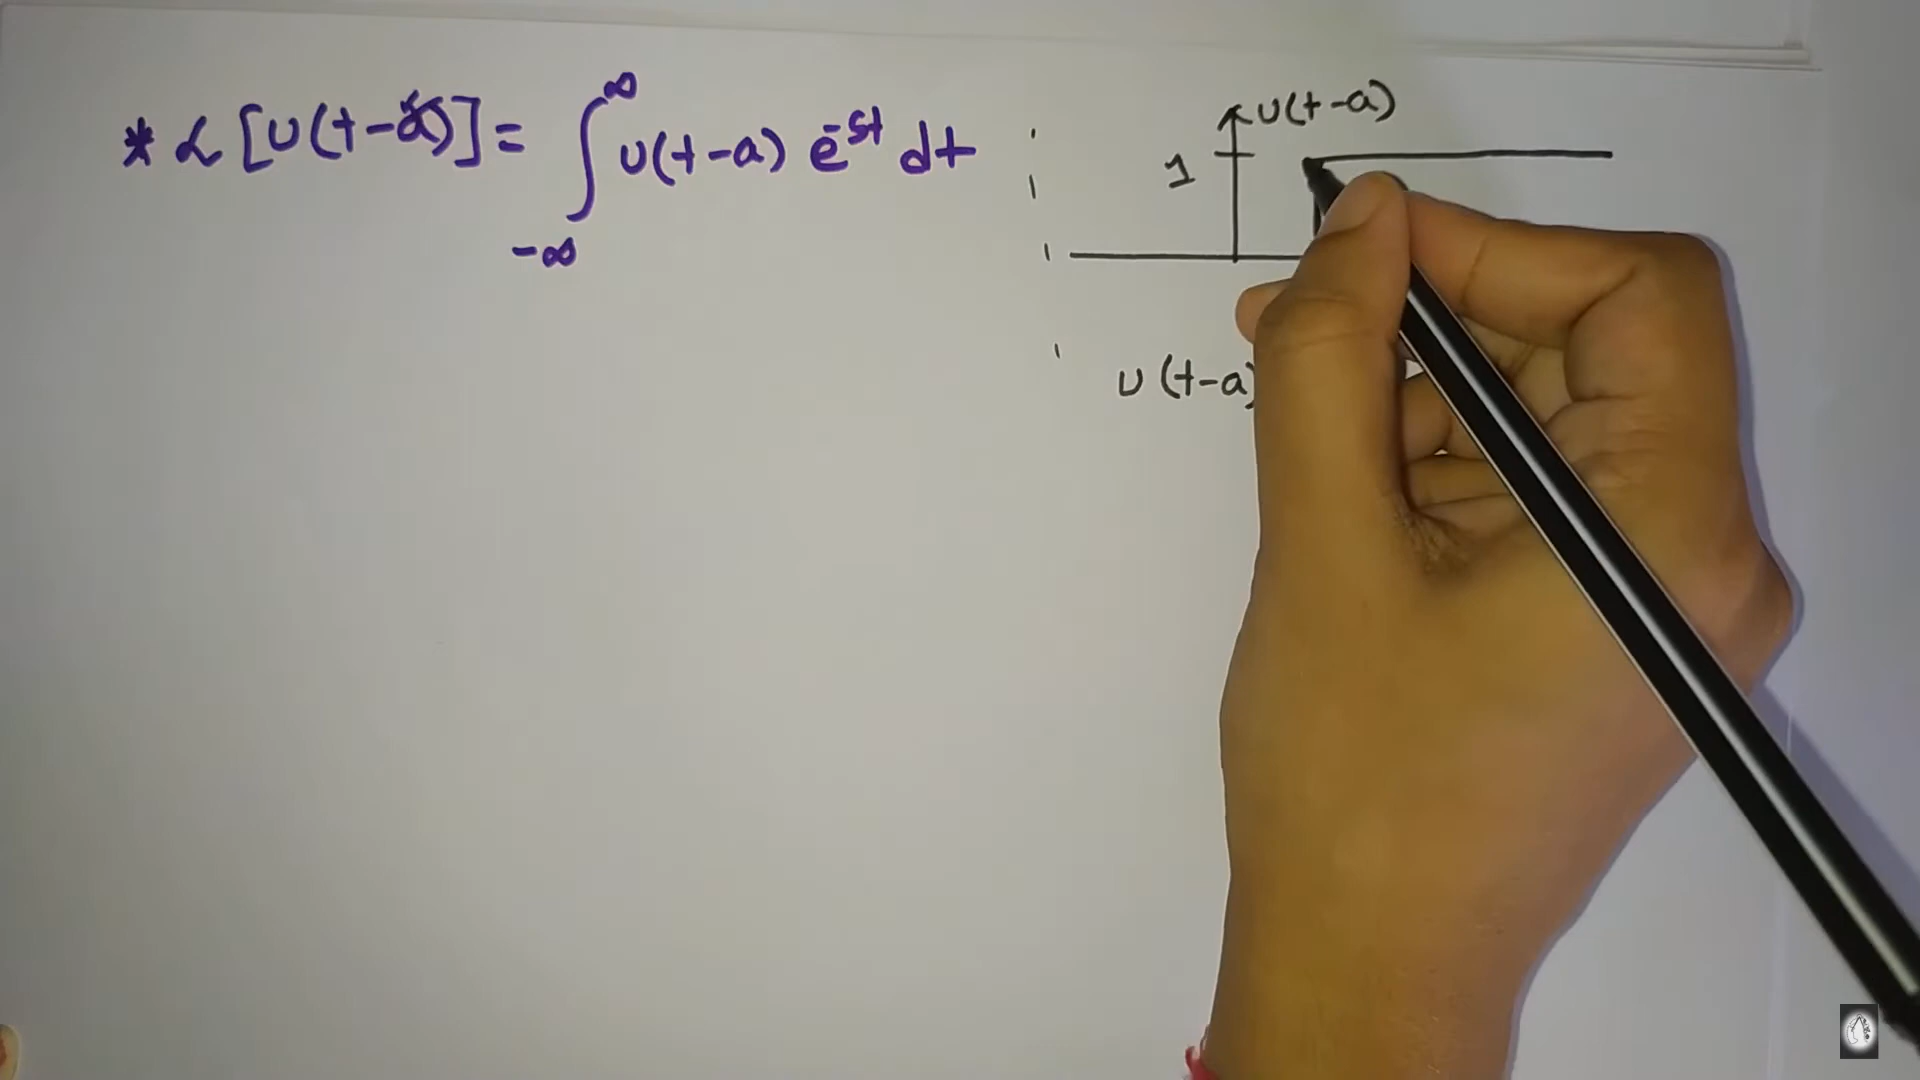 * ℒ [u(t-a)] = ∫_{-∞}^{∞} u(t-a) e^{-st} dt
u(t-a)
1
u(t-a)